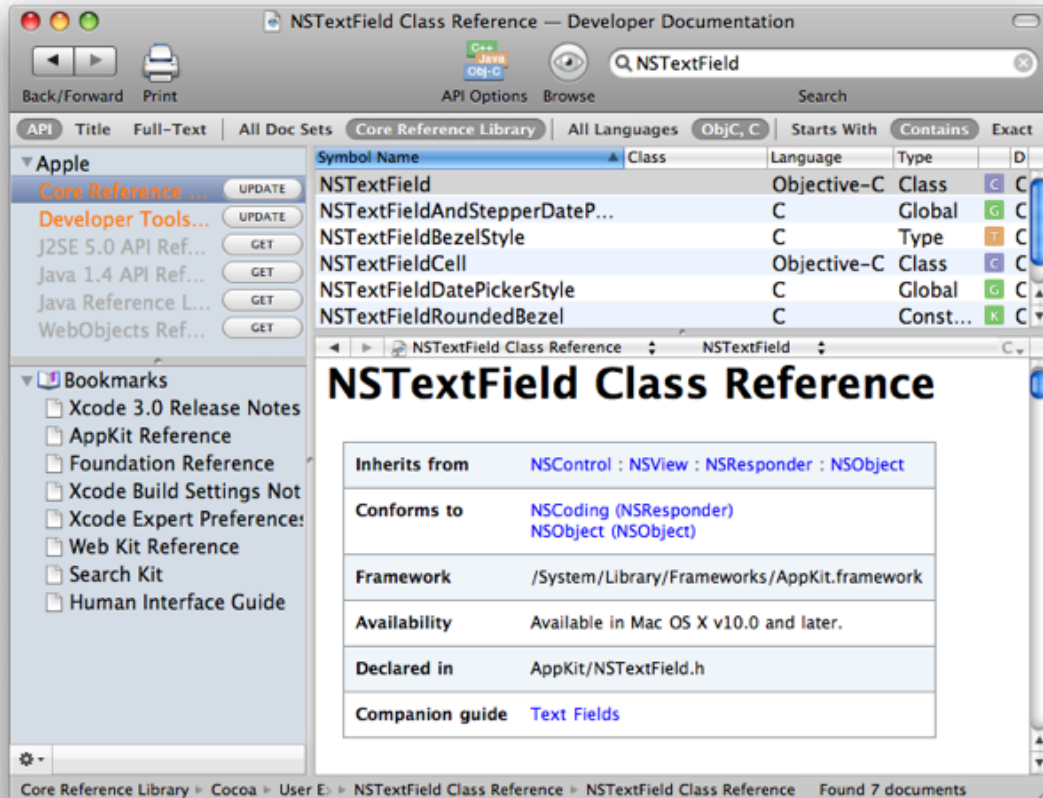 NSTextField Class Reference — Developer Documentation
C++
Java
Obj-C
NSTextField
Back/Forward Print API Options Browse Search
API Title Full-Text All Doc Sets Core Reference Library All Languages ObjC, C Starts With Contains Exact
Apple
Core Reference ... UPDATE
Developer Tools... UPDATE
J2SE 5.0 API Ref... GET
Java 1.4 API Ref... GET
Java Reference L... GET
WebObjects Ref... GET
Symbol Name Class Language Type D
NSTextField Objective-C Class C C
NSTextFieldAndStepperDateP... C Global G C
NSTextFieldBezelStyle C Type T C
NSTextFieldCell Objective-C Class C C
NSTextFieldDatePickerStyle C Global G C
NSTextFieldRoundedBezel C Const... K C
Bookmarks
Xcode 3.0 Release Notes
AppKit Reference
Foundation Reference
Xcode Build Settings Not
Xcode Expert Preferences
Web Kit Reference
Search Kit
Human Interface Guide
NSTextField Class Reference NSTextField C
NSTextField Class Reference
Inherits from NSControl : NSView : NSResponder : NSObject
Conforms to NSCoding (NSResponder)
NSObject (NSObject)
Framework /System/Library/Frameworks/AppKit.framework
Availability Available in Mac OS X v10.0 and later.
Declared in AppKit/NSTextField.h
Companion guide Text Fields
Core Reference Library Cocoa User E NSTextField Class Reference NSTextField Class Reference Found 7 documents